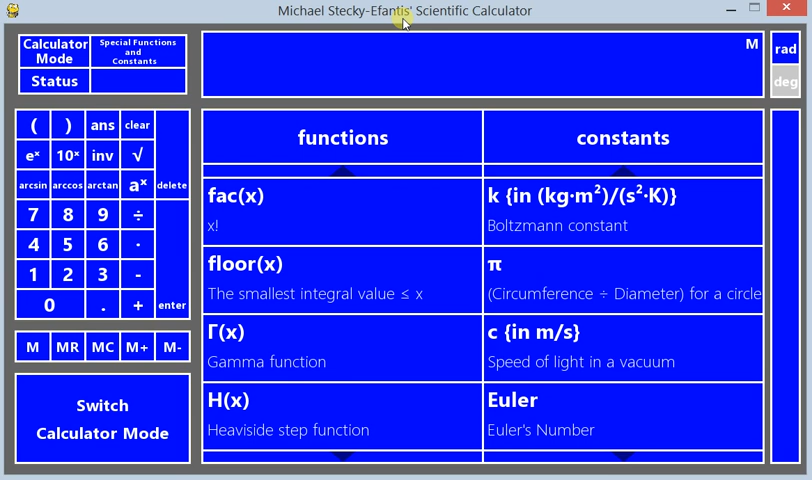 Michael Stecky-Efantis' Scientific Calculator
Calculator
Mode
Special Functions
and
Constants
Status
M
rad
deg
( ) ans clear
eˣ 10ˣ inv √
arcsin arccos arctan aˣ delete
7 8 9 ÷
4 5 6 ·
1 2 3 -
0 . + enter
M MR MC M+ M-
Switch
Calculator Mode
functions
fac(x)
x!
floor(x)
The smallest integral value ≤ x
Γ(x)
Gamma function
H(x)
Heaviside step function
constants
k {in (kg·m²)/(s²·K)}
Boltzmann constant
π
(Circumference ÷ Diameter) for a circle
c {in m/s}
Speed of light in a vacuum
Euler
Euler's Number